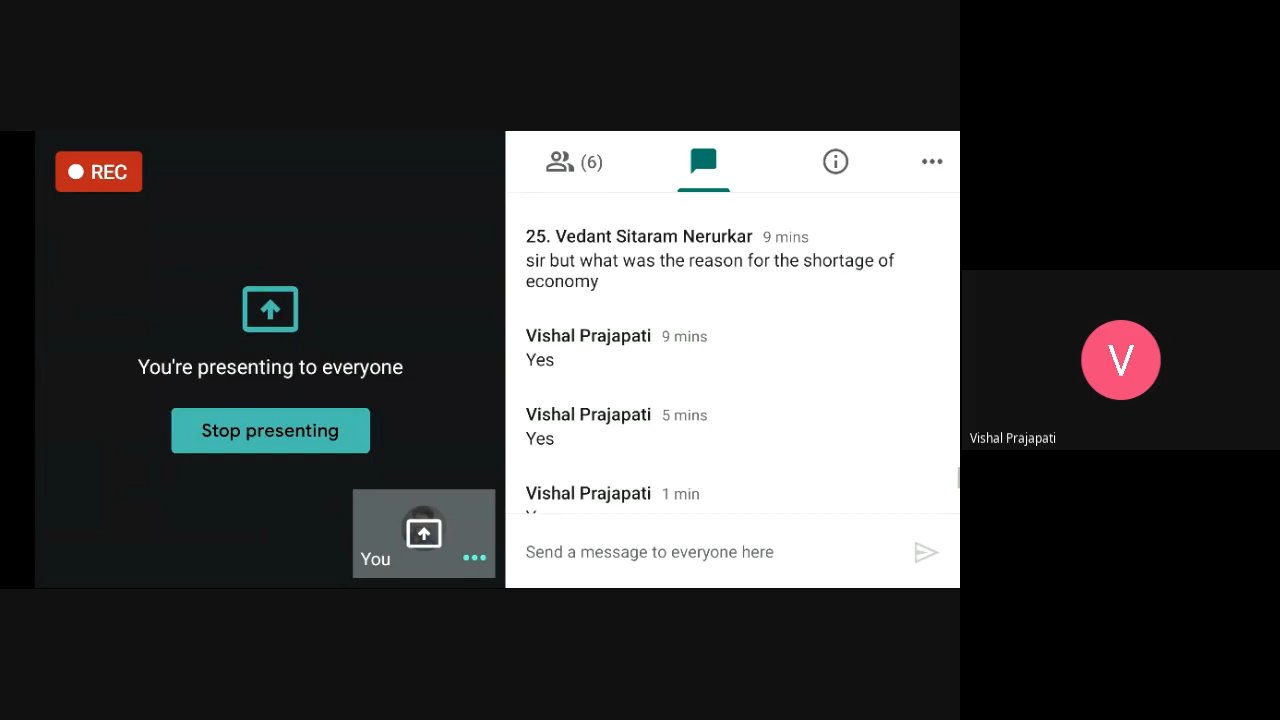 REC
You're presenting to everyone
Stop presenting
You
(6)
25. Vedant Sitaram Nerurkar 9 mins
sir but what was the reason for the shortage of
economy
Vishal Prajapati 9 mins
Yes
Vishal Prajapati 5 mins
Yes
Vishal Prajapati 1 min
Send a message to everyone here
V
Vishal Prajapati